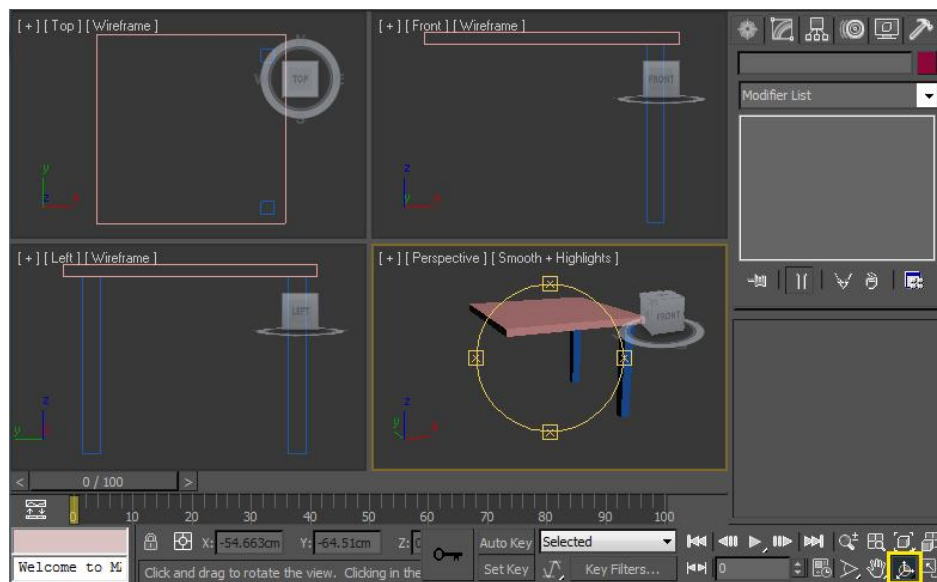 [ + ] [ Top ] [ Wireframe ]
TOP
S
y
z
x
[ + ] [ Front ] [ Wireframe ]
FRONT
z
y
x
[ + ] [ Left ] [ Wireframe ]
LEFT
z
y
[ + ] [ Perspective ] [ Smooth + Highlights ]
FRONT
z
y
x
Modifier List
< 0 / 100 >
0 10 20 30 40 50 60 70 80 90 100
X: -54.663cm Y: -64.51cm Z:
Auto Key Selected
Welcome to
Click and drag to rotate the view. Clicking in the
Set Key Key Filters... 0